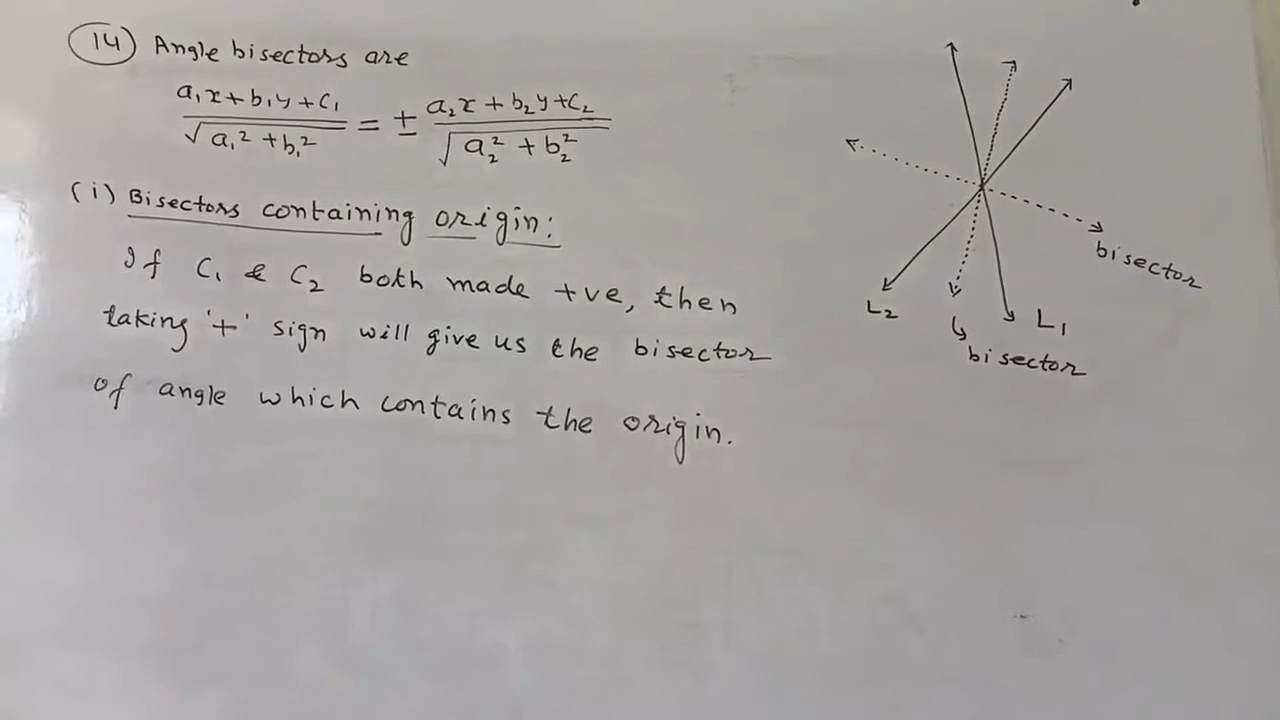 14 Angle bisectors are
a₁x+b₁y+c₁ / √a₁²+b₁² = ± a₂x+b₂y+c₂ / √a₂²+b₂²
(i) Bisectors containing origin:
If C₁ & C₂ both made +ve, then
taking '+' sign will give us the bisector
of angle which contains the origin.
bisector
L₂
L₁
bisector